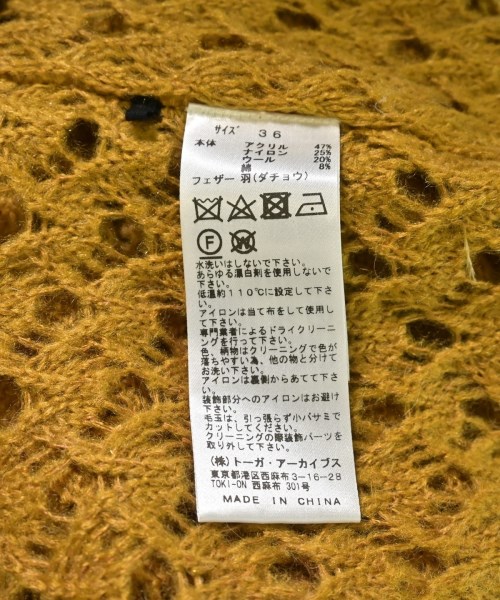 サイズ 36
本体 アクリル 47%
ナイロン 25%
ウール 20%
綿 8%
フェザー 羽(ダチョウ)
F W
水洗いはしないで下さい。
あらゆる漂白剤を使用しないで
下さい。
低温約110℃に設定して下さ
い。
アイロンは当て布をして使用し
て下さい。
専門業者によるドライクリーニ
ングを行って下さい。
色、柄物はクリーニングで色が
落ちやすい為、他の物と分けて
お洗い下さい。
アイロンは裏側からあてて下さ
い。
装飾部分へのアイロンはお避け
下さい。
毛玉は、引っ張らず小バサミで
カットしてください。
クリーニングの際装飾パーツを
取り外して下さい。
(株)トーガ・アーカイブス
東京都港区西麻布3-16-28
TOKI-ON 西麻布 301号
MADE IN CHINA